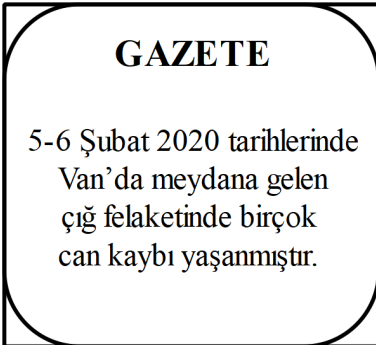 GAZETE
5-6 Şubat 2020 tarihlerinde
Van’da meydana gelen
çığ felaketinde birçok
can kaybı yaşanmıştır.